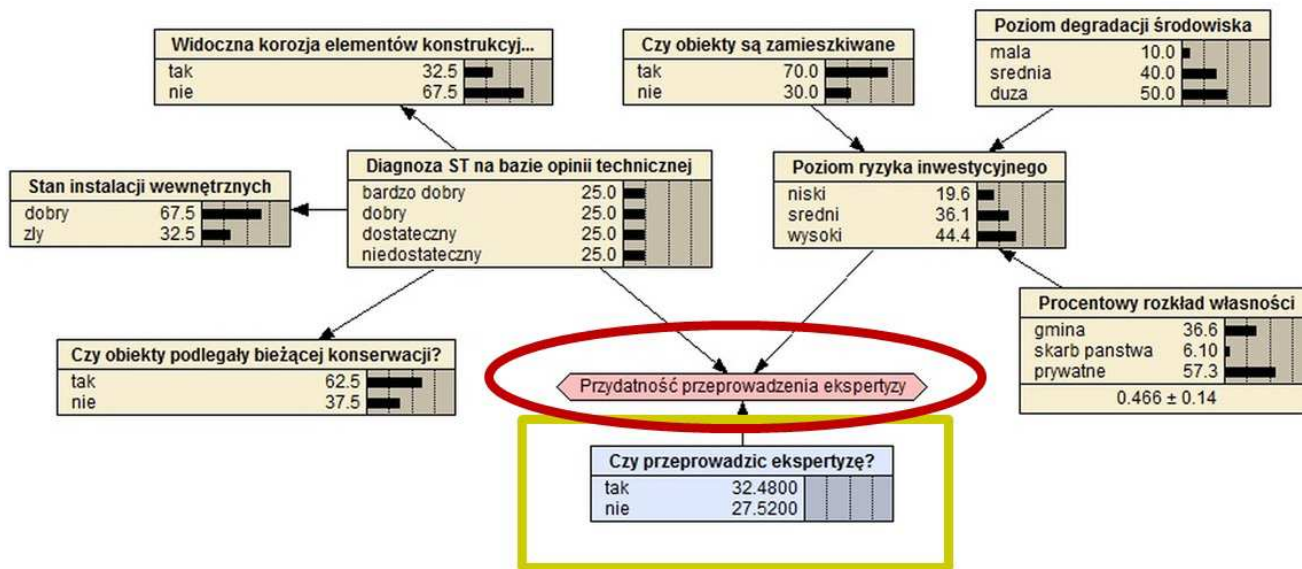 Widoczna korozja elementów konstrukcyj...
tak 32.5
nie 67.5
Czy obiekty są zamieszkiwane
tak 70.0
nie 30.0
Poziom degradacji środowiska
mala 10.0
srednia 40.0
duza 50.0
Stan instalacji wewnętrznych
dobry 67.5
zly 32.5
Diagnoza ST na bazie opinii technicznej
bardzo dobry 25.0
dobry 25.0
dostateczny 25.0
niedostateczny 25.0
Poziom ryzyka inwestycyjnego
niski 19.6
sredni 36.1
wysoki 44.4
Procentowy rozkład własności
gmina 36.6
skarb panstwa 6.10
prywatne 57.3
0.466 ± 0.14
Czy obiekty podlegały bieżącej konserwacji?
tak 62.5
nie 37.5
Przydatność przeprowadzenia ekspertyzy
Czy przeprowadzic ekspertyzę?
tak 32.4800
nie 27.5200